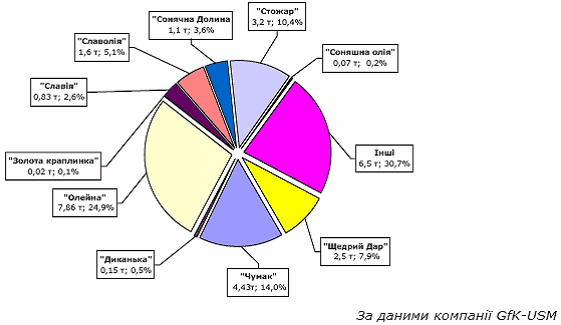 "Стожар"
3,2 т; 10,4%
"Соняшна олія"
0,07 т; 0,2%
Інші
6,5 т; 30,7%
"Щедрий Дар"
2,5 т; 7,9%
"Чумак"
4,43т; 14,0%
"Диканька"
0,15 т; 0,5%
"Олейна"
7,86 т; 24,9%
"Золота краплинка"
0,02 т; 0,1%
"Славія"
0,83 т; 2,6%
"Славолія"
1,6 т; 5,1%
"Сонячна Долина
1,1 т; 3,6%
За даними компанії GfK-USM